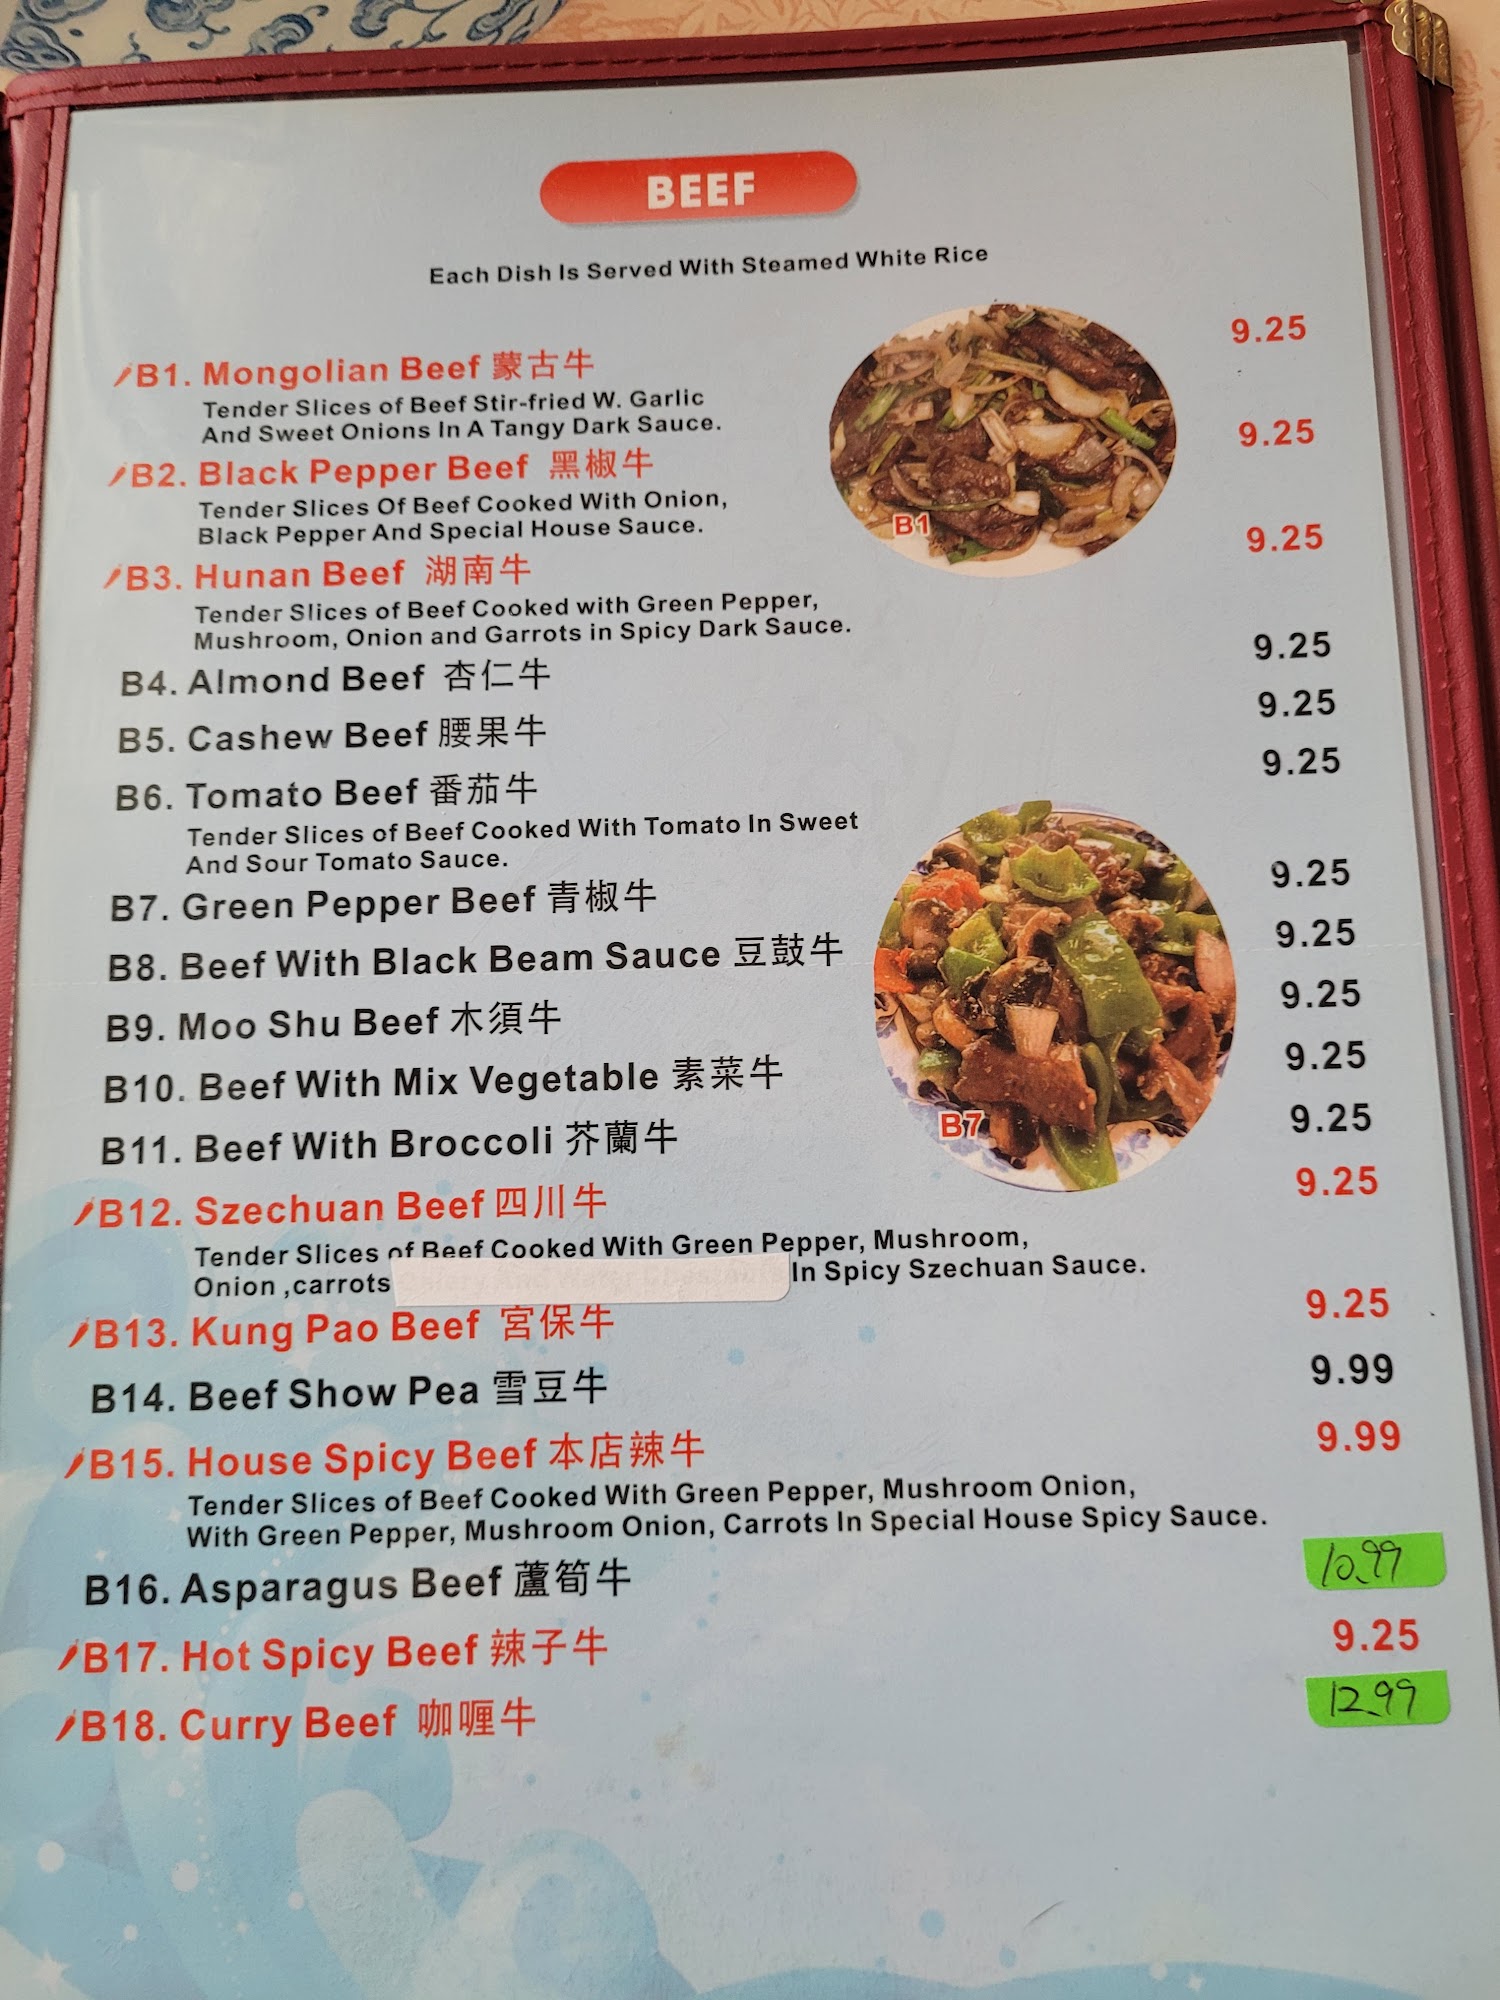 BEEF
Each Dish Is Served With Steamed White Rice
B1. Mongolian Beef 蒙古牛 9.25
Tender Slices of Beef Stir-fried W. Garlic
And Sweet Onions In A Tangy Dark Sauce.
B2. Black Pepper Beef 黑椒牛 9.25
Tender Slices Of Beef Cooked With Onion,
Black Pepper And Special House Sauce.
B1
B3. Hunan Beef 湖南牛 9.25
Tender Slices of Beef Cooked with Green Pepper,
Mushroom, Onion and Garrots in Spicy Dark Sauce.
B4. Almond Beef 杏仁牛 9.25
B5. Cashew Beef 腰果牛 9.25
B6. Tomato Beef 番茄牛 9.25
Tender Slices of Beef Cooked With Tomato In Sweet
And Sour Tomato Sauce.
B7. Green Pepper Beef 青椒牛 9.25
B8. Beef With Black Beam Sauce 豆鼓牛 9.25
B9. Moo Shu Beef 木須牛 9.25
B10. Beef With Mix Vegetable 素菜牛 9.25
B7
B11. Beef With Broccoli 芥蘭牛 9.25
B12. Szechuan Beef 四川牛 9.25
Tender Slices of Beef Cooked With Green Pepper, Mushroom,
Onion ,carrots In Spicy Szechuan Sauce.
B13. Kung Pao Beef 宮保牛 9.25
B14. Beef Show Pea 雪豆牛 9.99
B15. House Spicy Beef 本店辣牛 9.99
Tender Slices of Beef Cooked With Green Pepper, Mushroom Onion,
With Green Pepper, Mushroom Onion, Carrots In Special House Spicy Sauce.
B16. Asparagus Beef 蘆筍牛 10.99
B17. Hot Spicy Beef 辣子牛 9.25
B18. Curry Beef 咖喱牛 12.99